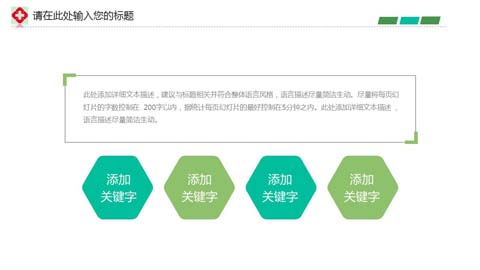 请在此处输入您的标题
此处添加详细文本描述，建议与标题相关并符合整体语言风格，语言描述尽量简洁生动。尽量将每页幻
灯片的字数控制在 200字以内，据统计每页幻灯片的最好控制在5分钟之内。此处添加详细文本描述，
语言描述尽量简洁生动。
添加
关键字
添加
关键字
添加
关键字
添加
关键字